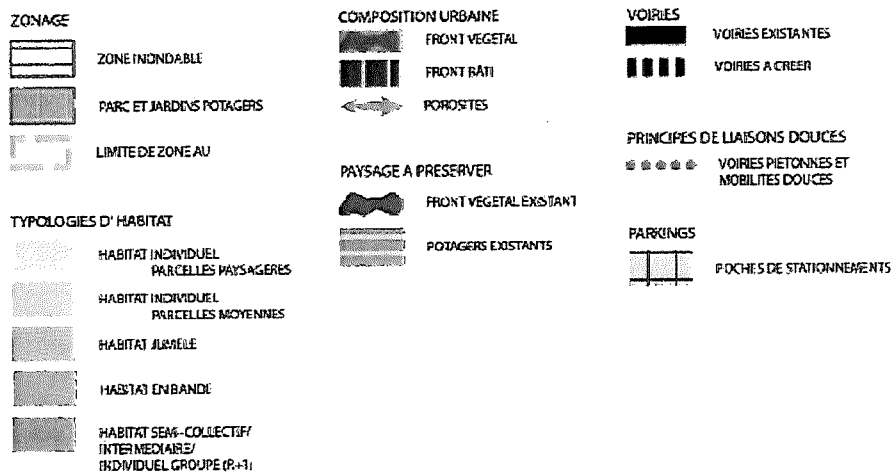 ZONAGE
ZONE INONDABLE
PARC ET JARDINS POTAGERS
LIMITE DE ZONE AU
TYPOLOGIES D'HABITAT
HABITAT INDIVIDUEL
PARCELLES PAYSAGERES
HABITAT INDIVIDUEL
PARCELLES MOYENNES
HABITAT JUMELE
HABITAT EN BANDE
HABITAT SEMI-COLLECTIF/
INTERMEDIAIRE/
INDIVIDUEL GROUPE (R+1)
COMPOSITION URBAINE
FRONT VEGETAL
FRONT BÂTI
POROSITES
PAYSAGE A PRESERVER
FRONT VEGETAL EXISTANT
POTAGERS EXISTANTS
VOIRIES
VOIRIES EXISTANTES
VOIRIES A CREER
PRINCIPES DE LIAISONS DOUCES
VOIRIES PIETONNES ET
MOBILITES DOUCES
PARKINGS
POCHES DE STATIONNEMENTS